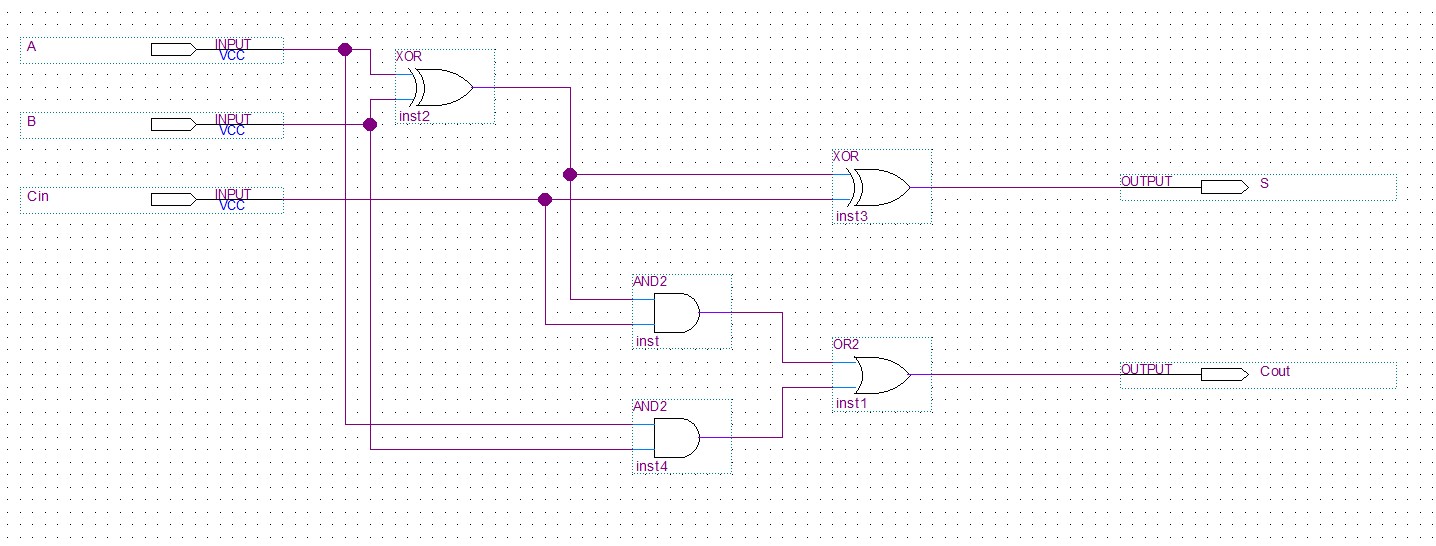 A
INPUT
VCC
XOR
inst2
B
INPUT
VCC
Cin
INPUT
VCC
XOR
inst3
OUTPUT
S
AND2
inst
OR2
inst1
OUTPUT
Cout
AND2
inst4